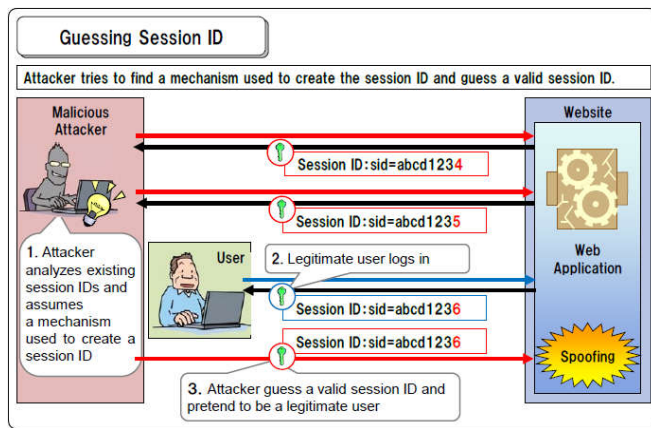 Guessing Session ID
Attacker tries to find a mechanism used to create the session ID and guess a valid session ID.
Malicious
Attacker
Website
Session ID:sid=abcd1234
Session ID:sid=abcd1235
1. Attacker
analyzes existing
session IDs and
assumes
a mechanism
used to create a
session ID
User
2. Legitimate user logs in
Web
Application
Session ID:sid=abcd1236
Session ID:sid=abcd1236
Spoofing
3. Attacker guess a valid session ID and
pretend to be a legitimate user